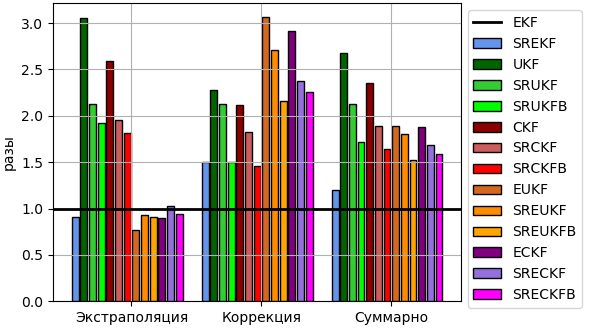 3.0
2.5
2.0
1.5
1.0
0.5
0.0
разы
Экстраполяция
Коррекция
Суммарно
EKF
SREKF
UKF
SRUKF
SRUKFB
CKF
SRCKF
SRCKFB
EUKF
SREUKF
SREUKFB
ECKF
SRECKF
SRECKFB